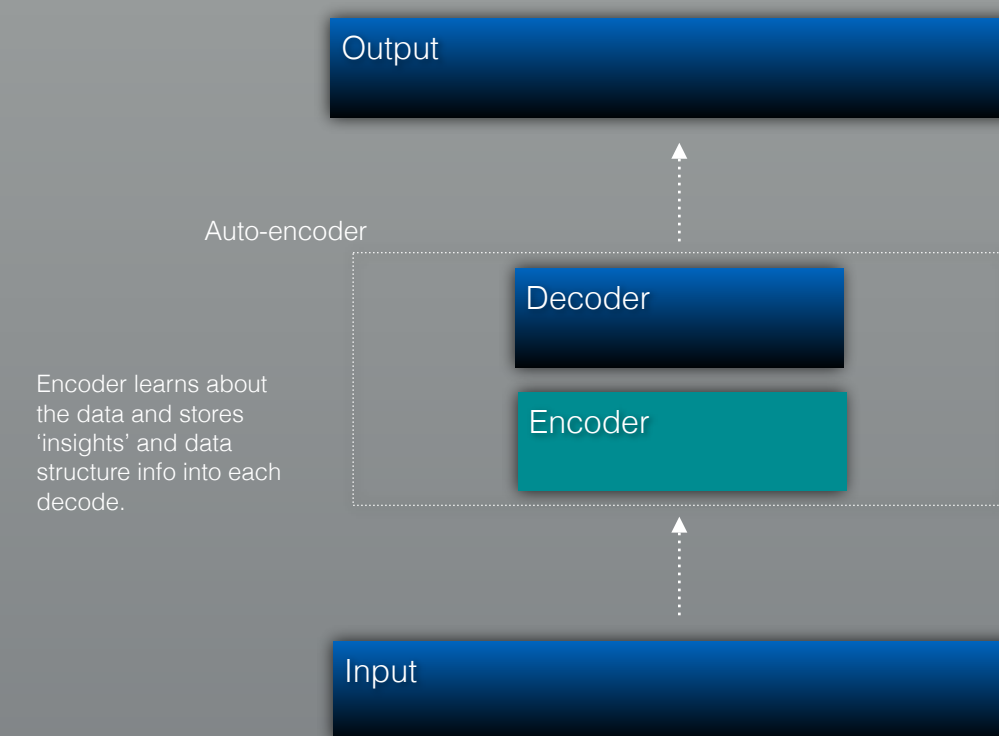 Output
Auto-encoder
Decoder
Encoder learns about
the data and stores
‘insights’ and data
structure info into each
decode.
Encoder
Input